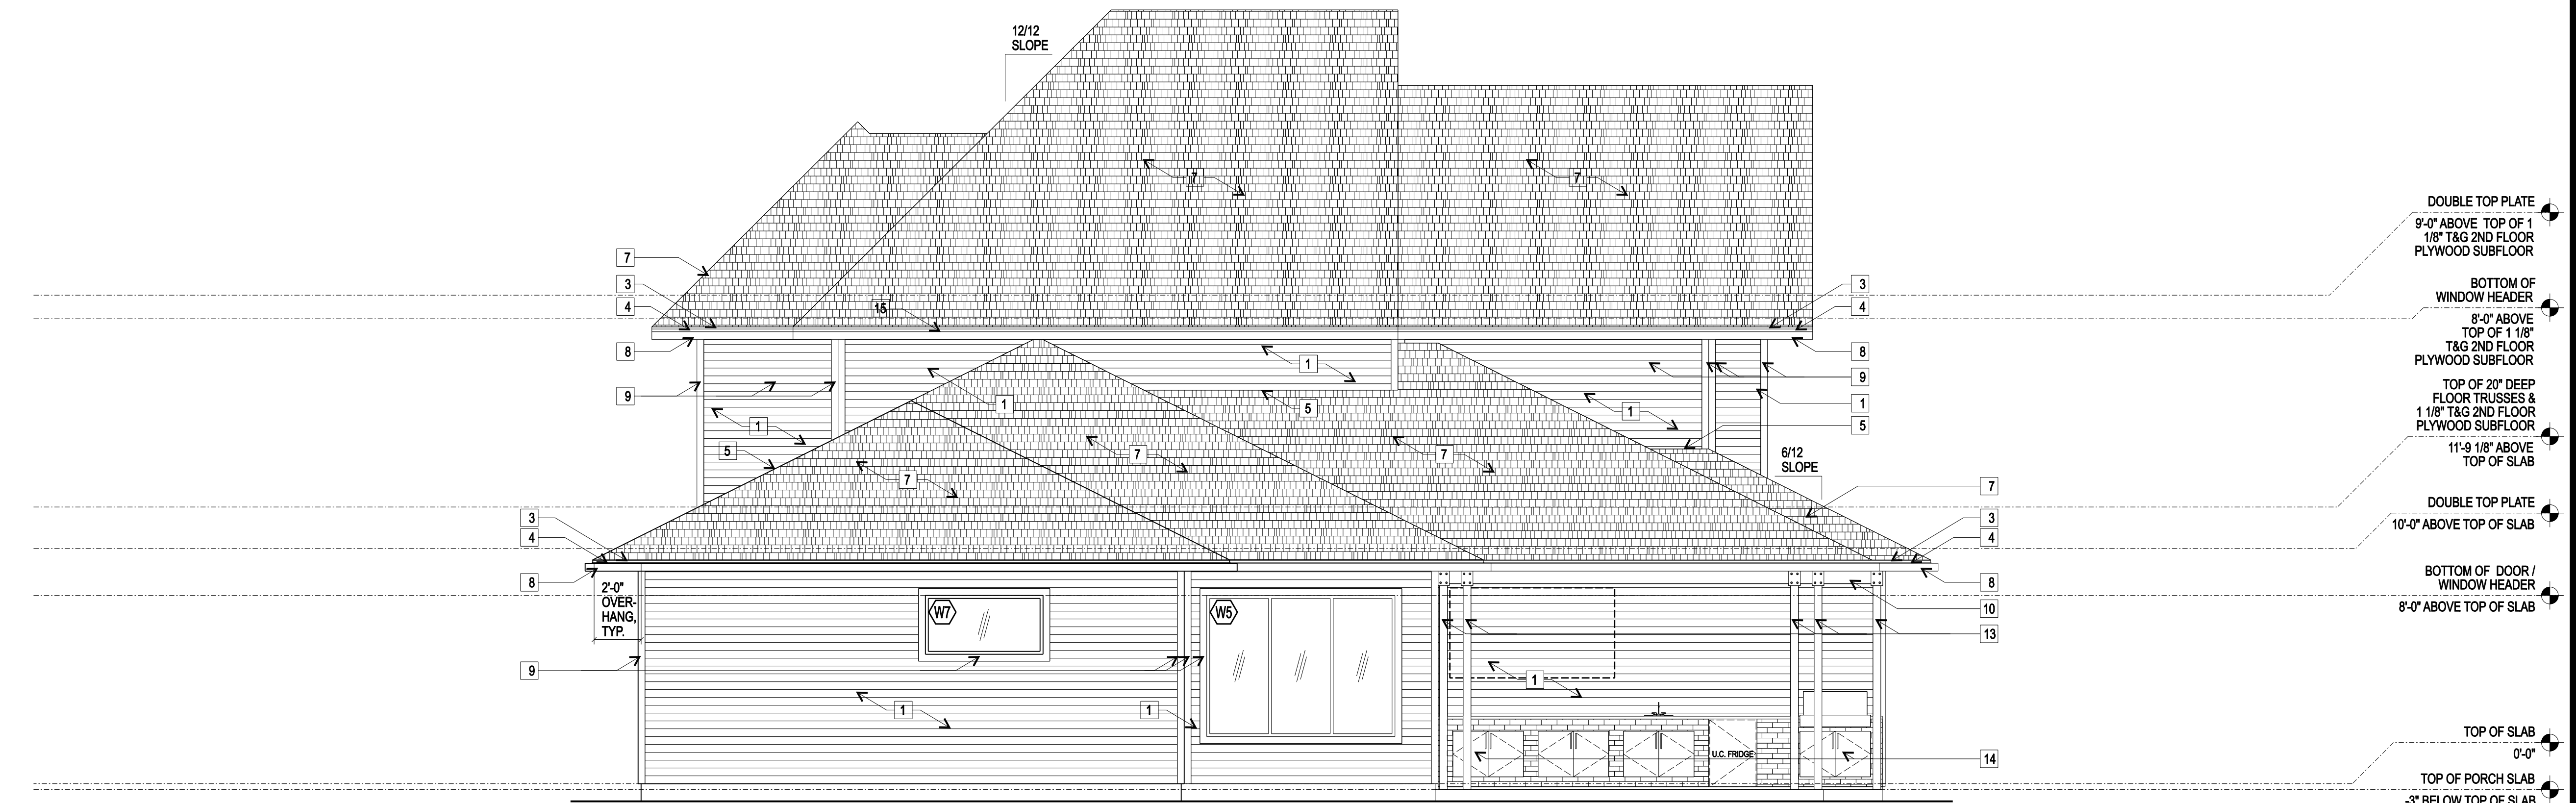 12/12
SLOPE
7
7
7
3
4
15
8
9
1
1
1
5
5
1
3
4
8
9
1
5
6/12
SLOPE
7
7
7
7
3
4
8
3
4
8
10
13
2'-0"
OVER-
HANG,
TYP.
W7
W5
9
1
1
1
U.C. FRIDGE
14
DOUBLE TOP PLATE
9'-0" ABOVE TOP OF 1
1/8" T&G 2ND FLOOR
PLYWOOD SUBFLOOR
BOTTOM OF
WINDOW HEADER
8'-0" ABOVE
TOP OF 1 1/8"
T&G 2ND FLOOR
PLYWOOD SUBFLOOR
TOP OF 20" DEEP
FLOOR TRUSSES &
1 1/8" T&G 2ND FLOOR
PLYWOOD SUBFLOOR
11'-9 1/8" ABOVE
TOP OF SLAB
DOUBLE TOP PLATE
10'-0" ABOVE TOP OF SLAB
BOTTOM OF DOOR /
WINDOW HEADER
8'-0" ABOVE TOP OF SLAB
TOP OF SLAB
0'-0"
TOP OF PORCH SLAB
-3" BELOW TOP OF SLAB